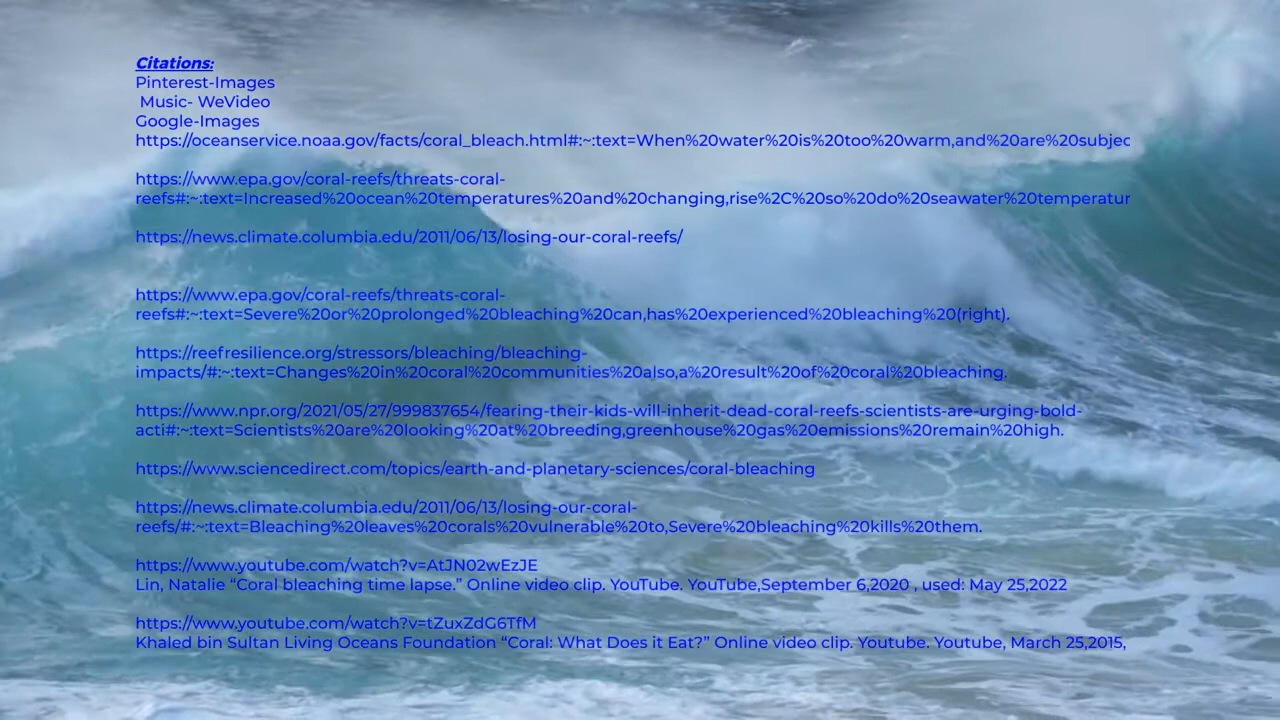 Citations:
Pinterest-Images
Music- WeVideo
Google-Images
https://oceanservice.noaa.gov/facts/coral_bleach.html#:~:text=When%20water%20is%20too%20warm,and%20are%20subjec
https://www.epa.gov/coral-reefs/threats-coral-
reefs#:~:text=Increased%20ocean%20temperatures%20and%20changing,rise%2C%20so%20do%20seawater%20temperatur
https://news.climate.columbia.edu/2011/06/13/losing-our-coral-reefs/
https://www.epa.gov/coral-reefs/threats-coral-
reefs#:~:text=Severe%20or%20prolonged%20bleaching%20can,has%20experienced%20bleaching%20(right).
https://reefresilience.org/stressors/bleaching/bleaching-
impacts/#:~:text=Changes%20in%20coral%20communities%20also,a%20result%20of%20coral%20bleaching.
https://www.npr.org/2021/05/27/999837654/fearing-their-kids-will-inherit-dead-coral-reefs-scientists-are-urging-bold-
acti#:~:text=Scientists%20are%20looking%20at%20breeding,greenhouse%20gas%20emissions%20remain%20high.
https://www.sciencedirect.com/topics/earth-and-planetary-sciences/coral-bleaching
https://news.climate.columbia.edu/2011/06/13/losing-our-coral-
reefs/#:~:text=Bleaching%20leaves%20corals%20vulnerable%20to,Severe%20bleaching%20kills%20them.
https://www.youtube.com/watch?v=AtJN02wEzJE
Lin, Natalie “Coral bleaching time lapse.” Online video clip. YouTube. YouTube,September 6,2020 , used: May 25,2022
https://www.youtube.com/watch?v=tZuxZdG6TfM
Khaled bin Sultan Living Oceans Foundation “Coral: What Does it Eat?” Online video clip. Youtube. Youtube, March 25,2015,